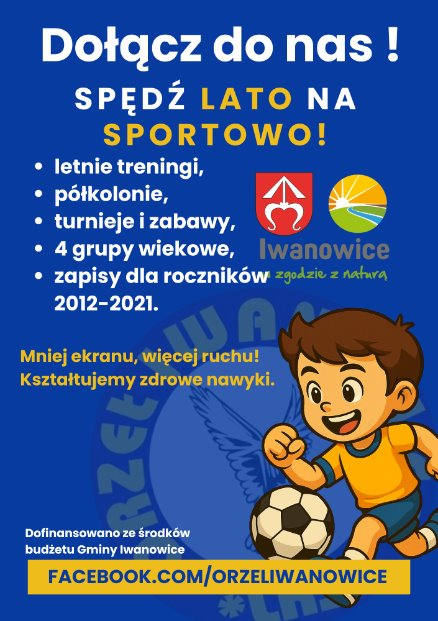 Dołącz do nas !
SPĘDŹ LATO NA
SPORTOWO!
• letnie treningi,
• półkolonie,
• turnieje i zabawy,
• 4 grupy wiekowe,
• zapisy dla roczników
2012-2021.
Iwanowice
w zgodzie z naturą
Mniej ekranu, więcej ruchu!
Kształtujemy zdrowe nawyki.
ORZEŁ IWAN
Dofinansowano ze środków
budżetu Gminy Iwanowice
FACEBOOK.COM/ORZELIWANOWICE